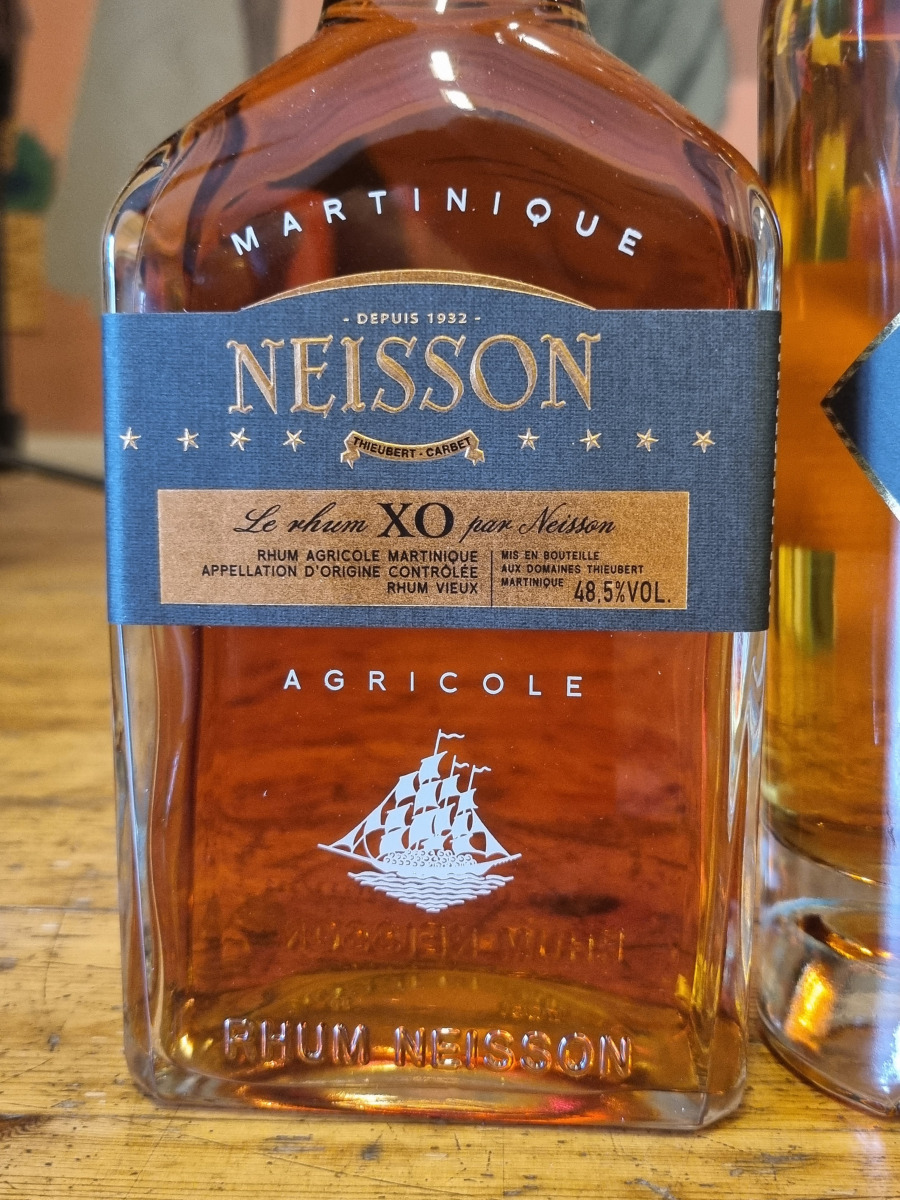 MARTINIQUE
- DEPUIS 1932 -
NEISSON
THIEUBERT - CARBET
Le rhum XO par Neisson
RHUM AGRICOLE MARTINIQUE
APPELLATION D'ORIGINE CONTRÔLÉE
RHUM VIEUX
MIS EN BOUTEILLE
AUX DOMAINES THIEUBERT
MARTINIQUE 48,5%VOL.
AGRICOLE
RHUM NEISSON